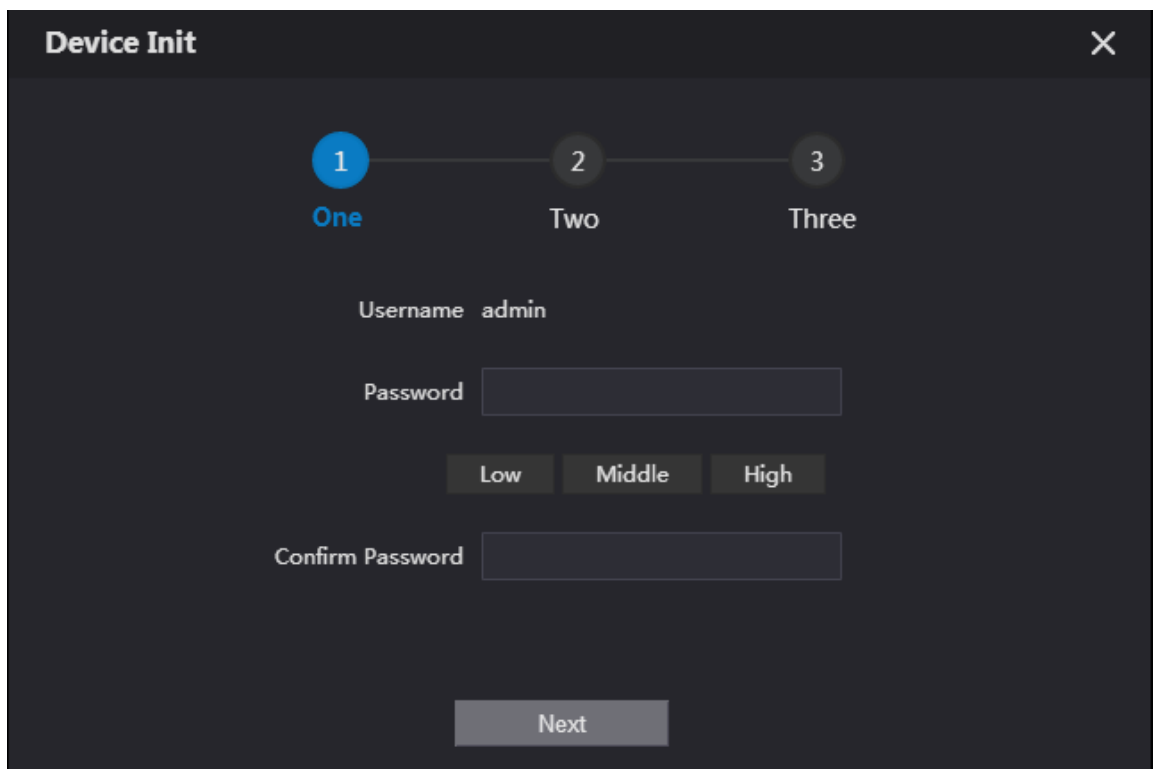 Device Init
1 2 3
One Two Three
Username admin
Password
Low Middle High
Confirm Password
Next